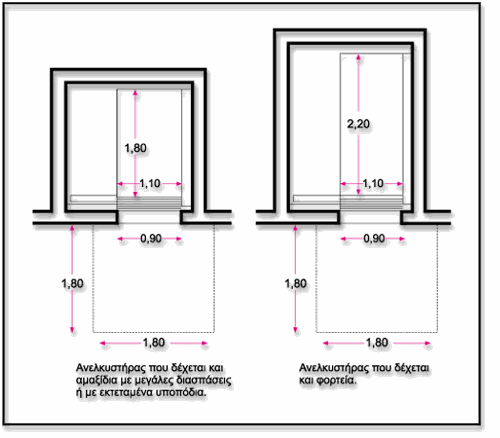 1,80
1,10
0,90
1,80
1,80
Ανελκυστήρας που δέχεται και
αμαξίδια με μεγάλες διασπάσεις
ή με εκτεταμένα υποπόδια.
2,20
1,10
0,90
1,80
1,80
Ανελκυστήρας που δέχεται
και φορτεία.